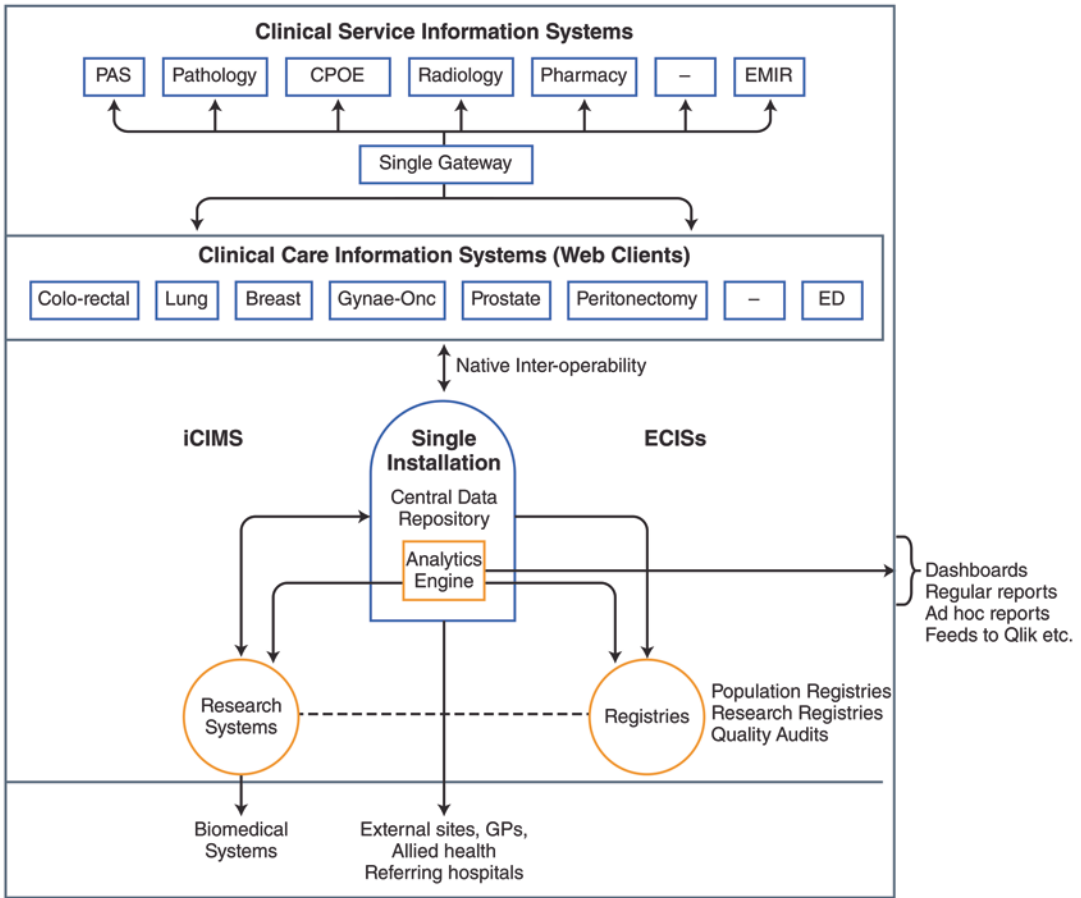 Clinical Service Information Systems
PAS
Pathology
CPOE
Radiology
Pharmacy
–
EMIR
Single Gateway
Clinical Care Information Systems (Web Clients)
Colo-rectal
Lung
Breast
Gynae-Onc
Prostate
Peritonectomy
–
ED
Native Inter-operability
iCIMS
Single
Installation
ECISs
Central Data
Repository
Analytics
Engine
Dashboards
Regular reports
Ad hoc reports
Feeds to Qlik etc.
Research
Systems
Registries
Population Registries
Research Registries
Quality Audits
Biomedical
Systems
External sites, GPs,
Allied health
Referring hospitals